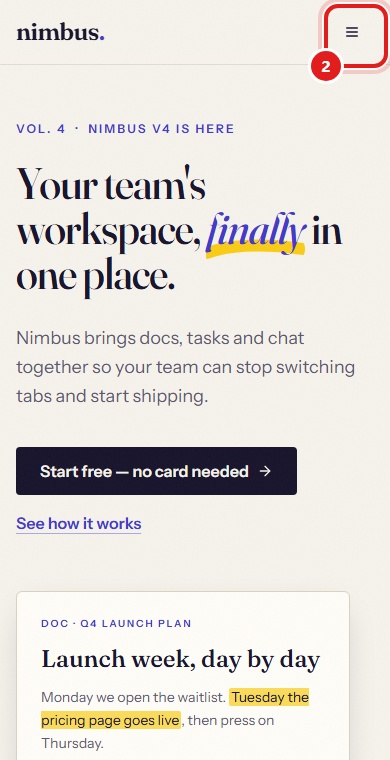 nimbus.
2
VOL. 4 · NIMBUS V4 IS HERE
Your team's
workspace, finally in
one place.
Nimbus brings docs, tasks and chat
together so your team can stop switching
tabs and start shipping.
Start free — no card needed →
See how it works
DOC · Q4 LAUNCH PLAN
Launch week, day by day
Monday we open the waitlist. Tuesday the
pricing page goes live, then press on
Thursday.